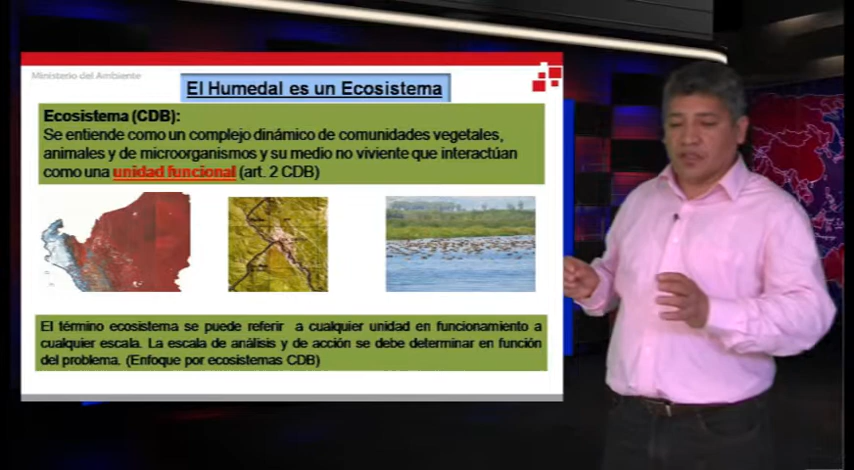 Ministerio del Ambiente
El Humedal es un Ecosistema
Ecosistema (CDB):
Se entiende como un complejo dinámico de comunidades vegetales,
animales y de microorganismos y su medio no viviente que interactúan
como una unidad funcional (art. 2 CDB)
El término ecosistema se puede referir a cualquier unidad en funcionamiento a
cualquier escala. La escala de análisis y de acción se debe determinar en función
del problema. (Enfoque por ecosistemas CDB)